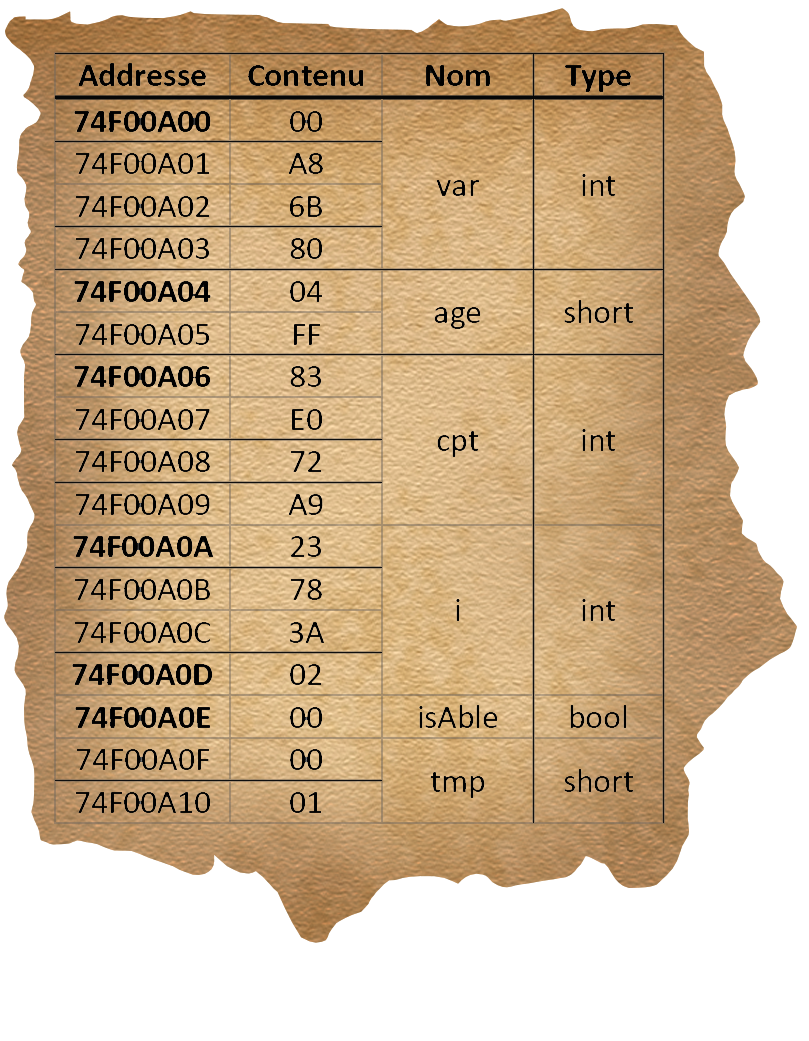 Addresse Contenu Nom Type
74F00A00 00
74F00A01 A8
var int
74F00A02 6B
74F00A03 80
74F00A04 04
age short
74F00A05 FF
74F00A06 83
74F00A07 E0
cpt int
74F00A08 72
74F00A09 A9
74F00A0A 23
74F00A0B 78
i int
74F00A0C 3A
74F00A0D 02
74F00A0E 00 isAble bool
74F00A0F 00
tmp short
74F00A10 01